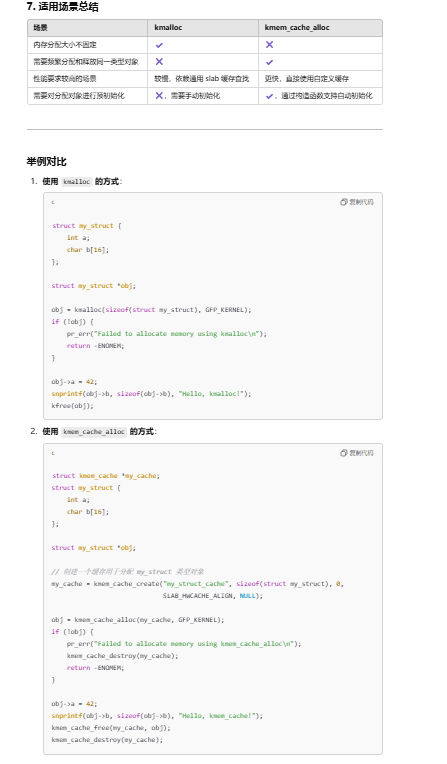 7. 适用场景总结
场景 kmalloc kmem_cache_alloc
内存分配大小不固定 ✔ ✘
需要频繁分配和释放同一类型对象 ✘ ✔
性能要求较高的场景 较慢，依赖通用 slab 缓存查找 更快，直接使用自定义缓存
需要对分配对象进行预初始化 ✘，需要手动初始化 ✔，通过构造函数支持自动初始化
举例对比
1. 使用 kmalloc 的方式：
c 复制代码
struct my_struct {
int a;
char b[16];
};
struct my_struct *obj;
obj = kmalloc(sizeof(struct my_struct), GFP_KERNEL);
if (!obj) {
pr_err("Failed to allocate memory using kmalloc\n");
return -ENOMEM;
}
obj->a = 42;
snprintf(obj->b, sizeof(obj->b), "Hello, kmalloc!");
kfree(obj);
2. 使用 kmem_cache_alloc 的方式：
c 复制代码
struct kmem_cache *my_cache;
struct my_struct {
int a;
char b[16];
};
struct my_struct *obj;
// 创建一个缓存用于分配 my_struct 类型对象
my_cache = kmem_cache_create("my_struct_cache", sizeof(struct my_struct), 0,
SLAB_HWCACHE_ALIGN, NULL);
obj = kmem_cache_alloc(my_cache, GFP_KERNEL);
if (!obj) {
pr_err("Failed to allocate memory using kmem_cache_alloc\n");
kmem_cache_destroy(my_cache);
return -ENOMEM;
}
obj->a = 42;
snprintf(obj->b, sizeof(obj->b), "Hello, kmem_cache!");
kmem_cache_free(my_cache, obj);
kmem_cache_destroy(my_cache);